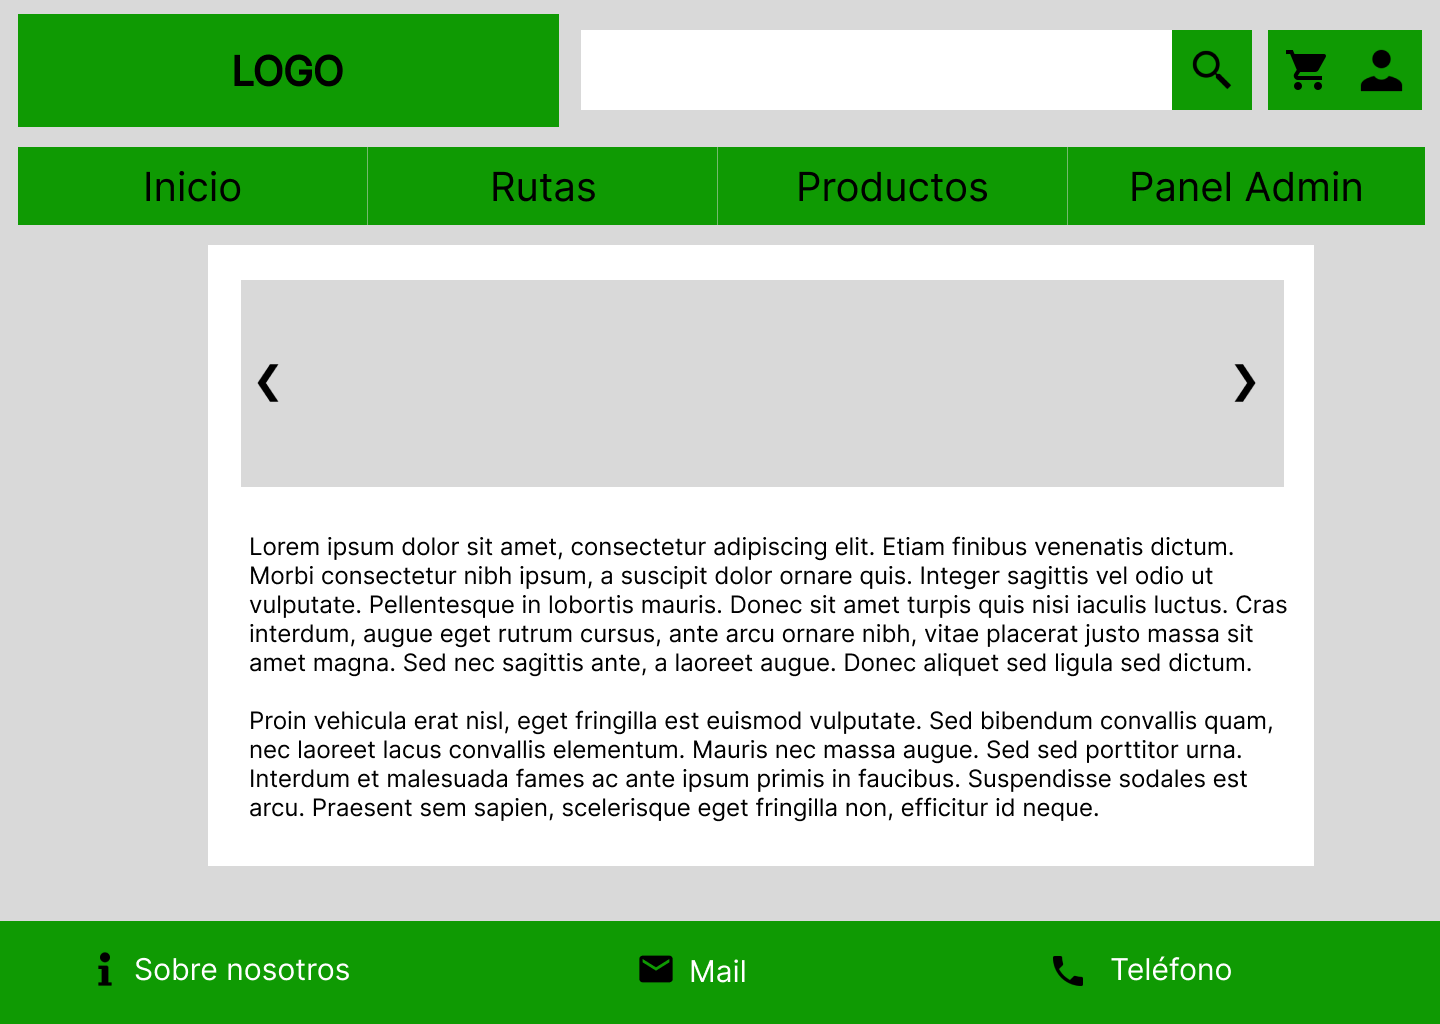 LOGO
Inicio
Rutas
Productos
Panel Admin
Lorem ipsum dolor sit amet, consectetur adipiscing elit. Etiam finibus venenatis dictum.
Morbi consectetur nibh ipsum, a suscipit dolor ornare quis. Integer sagittis vel odio ut
vulputate. Pellentesque in lobortis mauris. Donec sit amet turpis quis nisi iaculis luctus. Cras
interdum, augue eget rutrum cursus, ante arcu ornare nibh, vitae placerat justo massa sit
amet magna. Sed nec sagittis ante, a laoreet augue. Donec aliquet sed ligula sed dictum.
Proin vehicula erat nisl, eget fringilla est euismod vulputate. Sed bibendum convallis quam,
nec laoreet lacus convallis elementum. Mauris nec massa augue. Sed sed porttitor urna.
Interdum et malesuada fames ac ante ipsum primis in faucibus. Suspendisse sodales est
arcu. Praesent sem sapien, scelerisque eget fringilla non, efficitur id neque.
Sobre nosotros
Mail
Teléfono